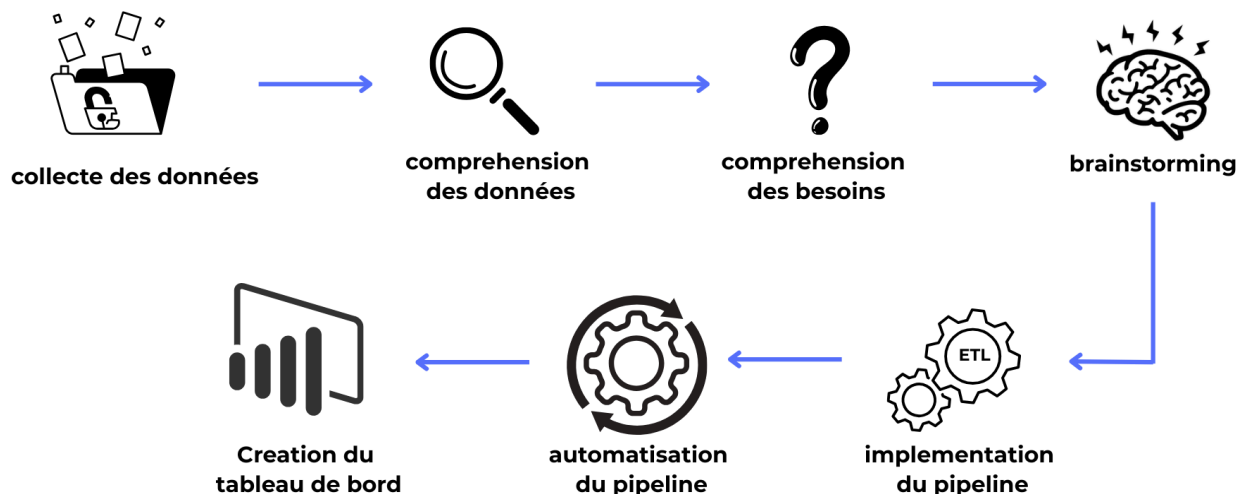 collecte des données
comprehension
des données
comprehension
des besoins
brainstorming
ETL
implementation
du pipeline
automatisation
du pipeline
Creation du
tableau de bord